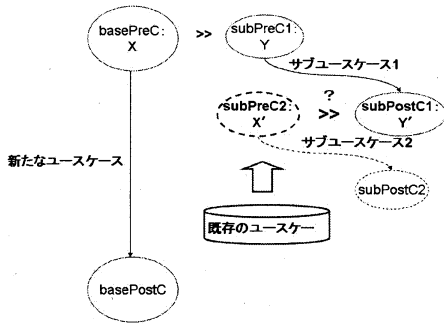 basePreC:
X
>>
subPreC1:
Y
サブユースケース1
?
subPreC2:
X'
>>
subPostC1:
Y'
サブユースケース2
新たなユースケース
subPostC2
既存のユースケー
basePostC